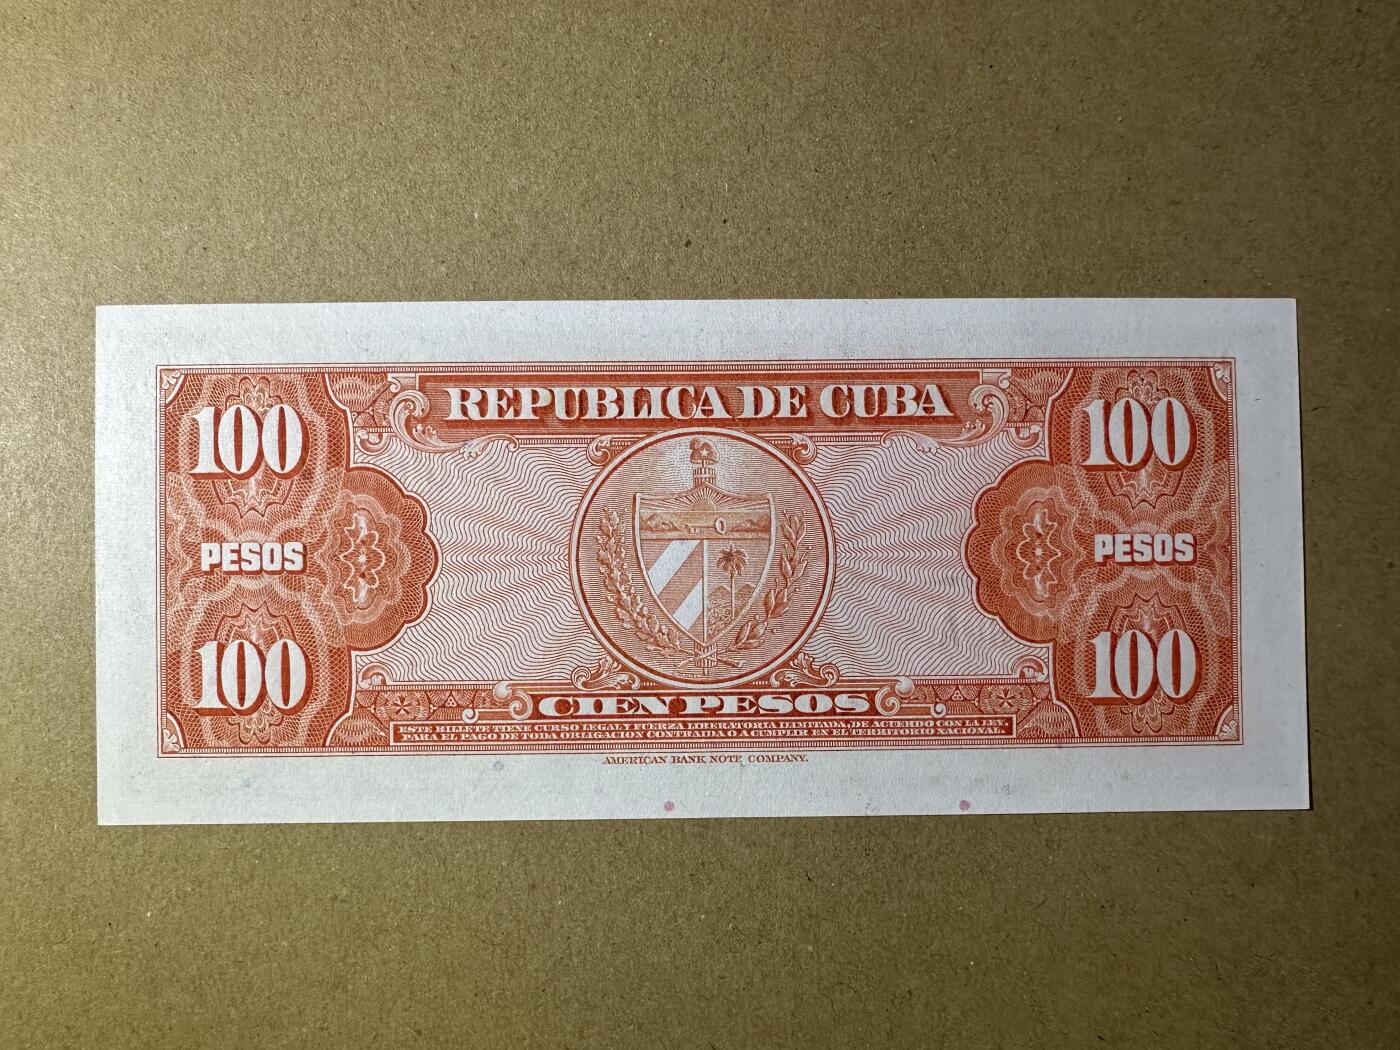 REPUBLICA DE CUBA
100
100
PESOS
PESOS
100
100
CIEN PESOS
ESTE BILLETE TIENE CURSO LEGAL Y FUERZA LIBERATORIA ILIMITADA, DE ACUERDO CON LA LEY,
PARA EL PAGO DE TODA OBLIGACION CONTRAIDA O A CUMPLIR EN EL TERRITORIO NACIONAL.
AMERICAN BANK NOTE COMPANY.